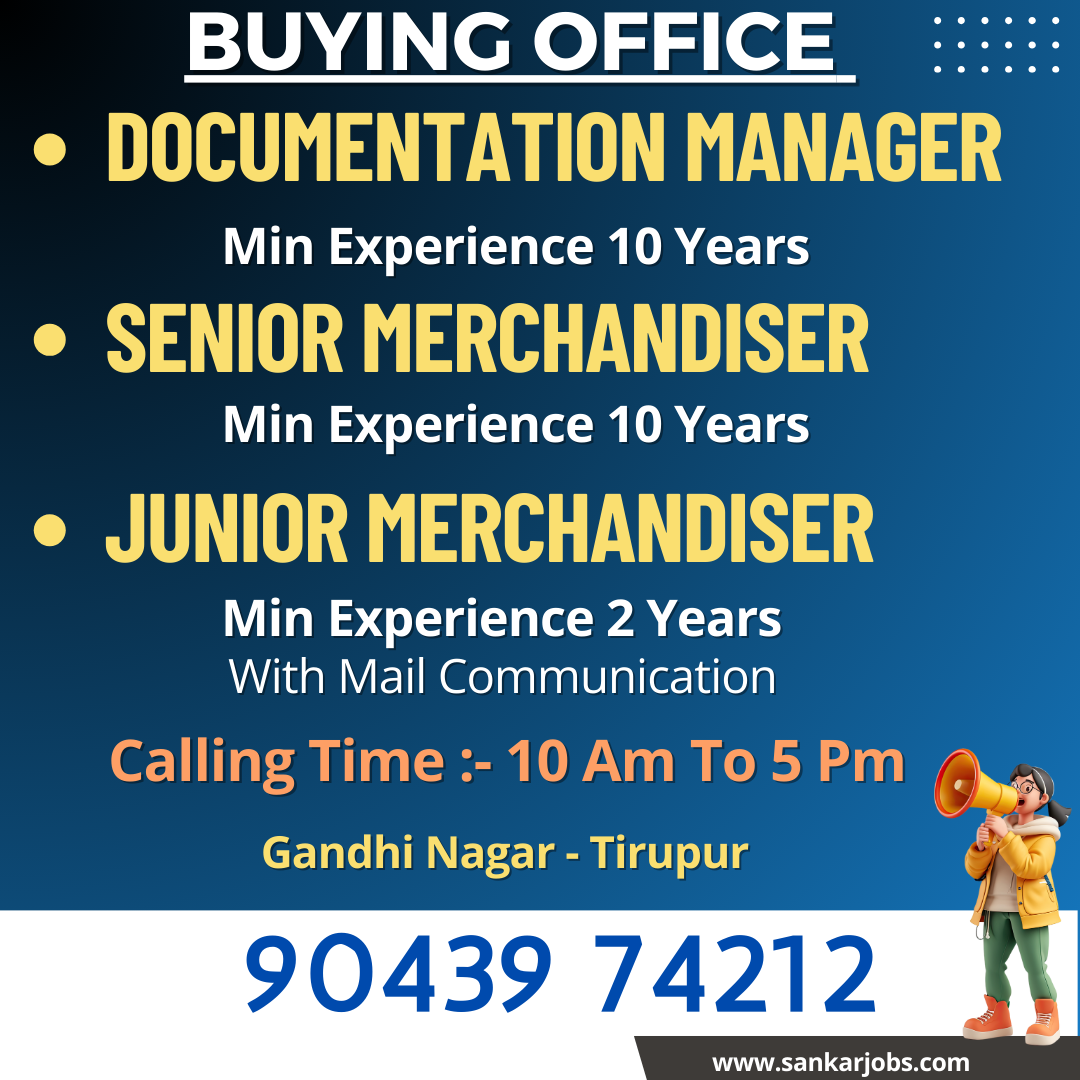 BUYING OFFICE
• DOCUMENTATION MANAGER
Min Experience 10 Years
• SENIOR MERCHANDISER
Min Experience 10 Years
• JUNIOR MERCHANDISER
Min Experience 2 Years
With Mail Communication
Calling Time :- 10 Am To 5 Pm
Gandhi Nagar - Tirupur
90439 74212
www.sankarjobs.com